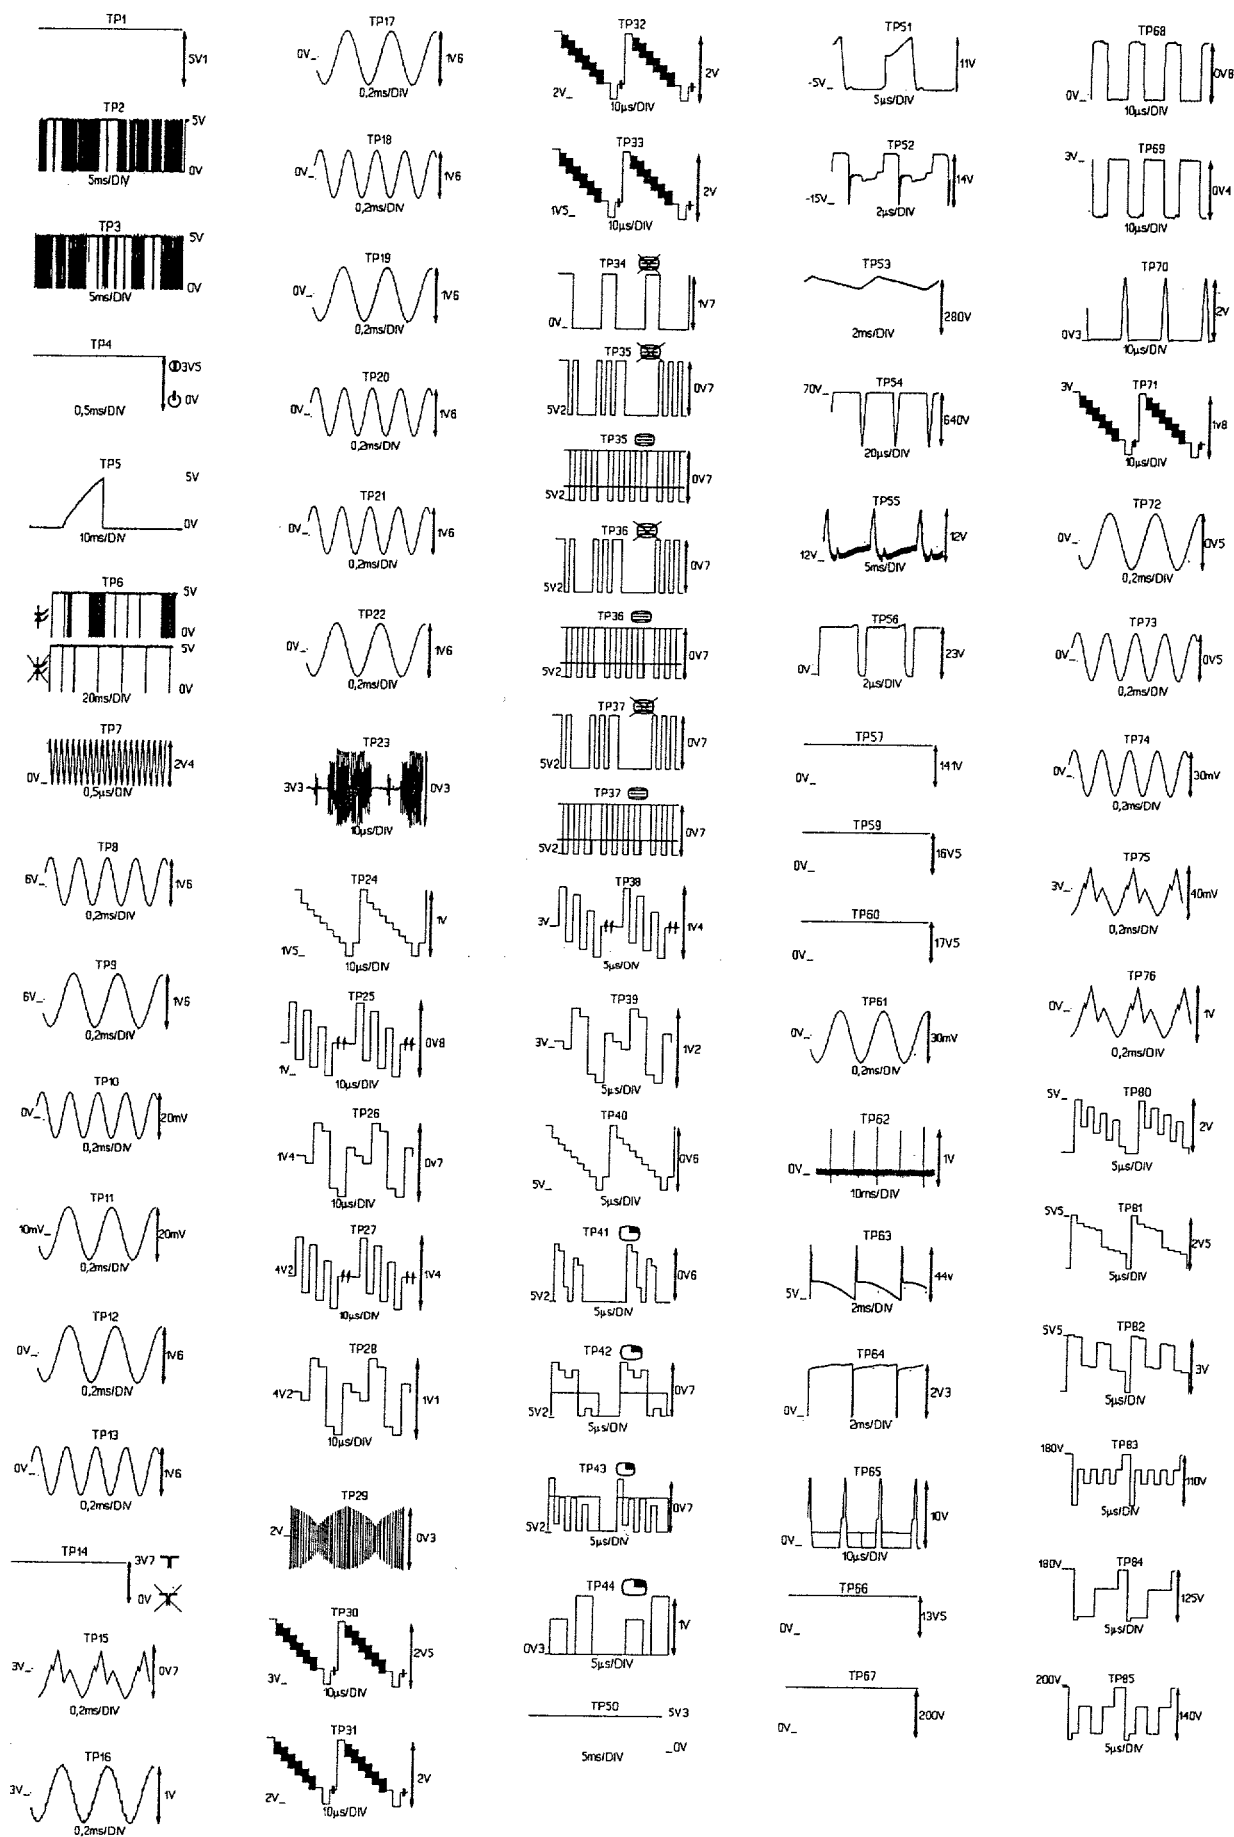 TP1
5V1
TP2
5V
0V
5ms/DIV
TP3
5V
0V
5ms/DIV
TP4
3V5
0V
0,5ms/DIV
TP5
5V
0V
10ms/DIV
TP6
5V
0V
5V
0V
20ms/DIV
TP7
0V
2V4
0,5µs/DIV
TP8
6V
1V6
0,2ms/DIV
TP9
6V
1V6
0,2ms/DIV
TP10
0V
20mV
0,2ms/DIV
TP11
10mV
20mV
0,2ms/DIV
TP12
0V
1V6
0,2ms/DIV
TP13
0V
1V6
0,2ms/DIV
TP14
3V7
0V
TP15
3V
0V7
0,2ms/DIV
TP16
3V
1V
0,2ms/DIV
TP17
0V
1V6
0,2ms/DIV
TP18
0V
1V6
0,2ms/DIV
TP19
0V
1V6
0,2ms/DIV
TP20
0V
1V6
0,2ms/DIV
TP21
0V
1V6
0,2ms/DIV
TP22
0V
1V6
0,2ms/DIV
TP23
3V3
0V3
10µs/DIV
TP24
1V5
1V
10µs/DIV
TP25
1V
0V8
10µs/DIV
TP26
1V4
0V7
10µs/DIV
TP27
4V2
1V4
10µs/DIV
TP28
4V2
1V1
10µs/DIV
TP29
2V
0V3
TP30
3V
2V5
10µs/DIV
TP31
2V
2V
10µs/DIV
TP32
2V
2V
10µs/DIV
TP33
1V5
2V
10µs/DIV
TP34
0V
1V7
TP35
5V2
0V7
TP35
5V2
0V7
TP36
5V2
0V7
TP36
5V2
0V7
TP37
5V2
0V7
TP37
5V2
0V7
TP38
3V
1V4
5µs/DIV
TP39
3V
1V2
5µs/DIV
TP40
5V
0V6
5µs/DIV
TP41
5V2
0V6
5µs/DIV
TP42
5V2
0V7
5µs/DIV
TP43
5V2
0V7
5µs/DIV
TP44
0V3
1V
5µs/DIV
TP50
5V3
0V
5ms/DIV
TP51
-5V
11V
5µs/DIV
TP52
-15V
14V
2µs/DIV
TP53
280V
2ms/DIV
TP54
70V
640V
20µs/DIV
TP55
12V
12V
5ms/DIV
TP56
0V
23V
2µs/DIV
TP57
0V
141V
TP59
0V
16V5
TP60
0V
17V5
TP61
0V
30mV
0,2ms/DIV
TP62
0V
1V
10ms/DIV
TP63
5V
44V
2ms/DIV
TP64
0V
2V3
2ms/DIV
TP65
0V
10V
10µs/DIV
TP66
0V
13V5
TP67
0V
200V
TP68
0V
0V8
10µs/DIV
TP69
3V
0V4
10µs/DIV
TP70
0V3
2V
10µs/DIV
TP71
3V
1V8
10µs/DIV
TP72
0V
0V5
0,2ms/DIV
TP73
0V
0V5
0,2ms/DIV
TP74
0V
30mV
0,2ms/DIV
TP75
3V
40mV
0,2ms/DIV
TP76
0V
1V
0,2ms/DIV
TP80
5V
2V
5µs/DIV
TP81
5V5
2V5
5µs/DIV
TP82
5V5
3V
5µs/DIV
TP83
180V
110V
5µs/DIV
TP84
180V
125V
5µs/DIV
TP85
200V
140V
5µs/DIV